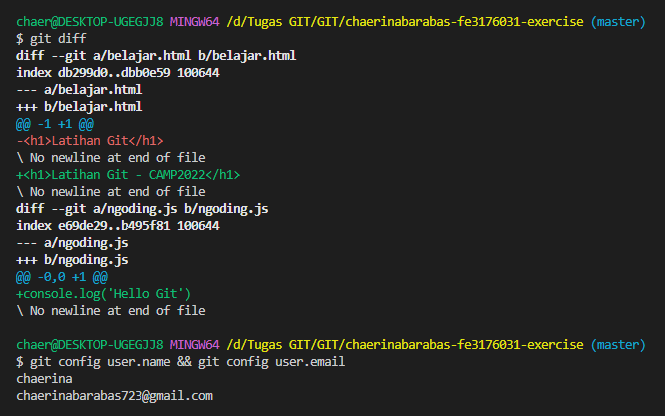 chaer@DESKTOP-UGEGJJ8 MINGW64 /d/Tugas GIT/GIT/chaerinabarabas-fe3176031-exercise (master)
$ git diff
diff --git a/belajar.html b/belajar.html
index db299d0..dbb0e59 100644
--- a/belajar.html
+++ b/belajar.html
@@ -1 +1 @@
-<h1>Latihan Git</h1>
\ No newline at end of file
+<h1>Latihan Git - CAMP2022</h1>
\ No newline at end of file
diff --git a/ngoding.js b/ngoding.js
index e69de29..b495f81 100644
--- a/ngoding.js
+++ b/ngoding.js
@@ -0,0 +1 @@
+console.log('Hello Git')
\ No newline at end of file
chaer@DESKTOP-UGEGJJ8 MINGW64 /d/Tugas GIT/GIT/chaerinabarabas-fe3176031-exercise (master)
$ git config user.name && git config user.email
chaerina
chaerinabarabas723@gmail.com